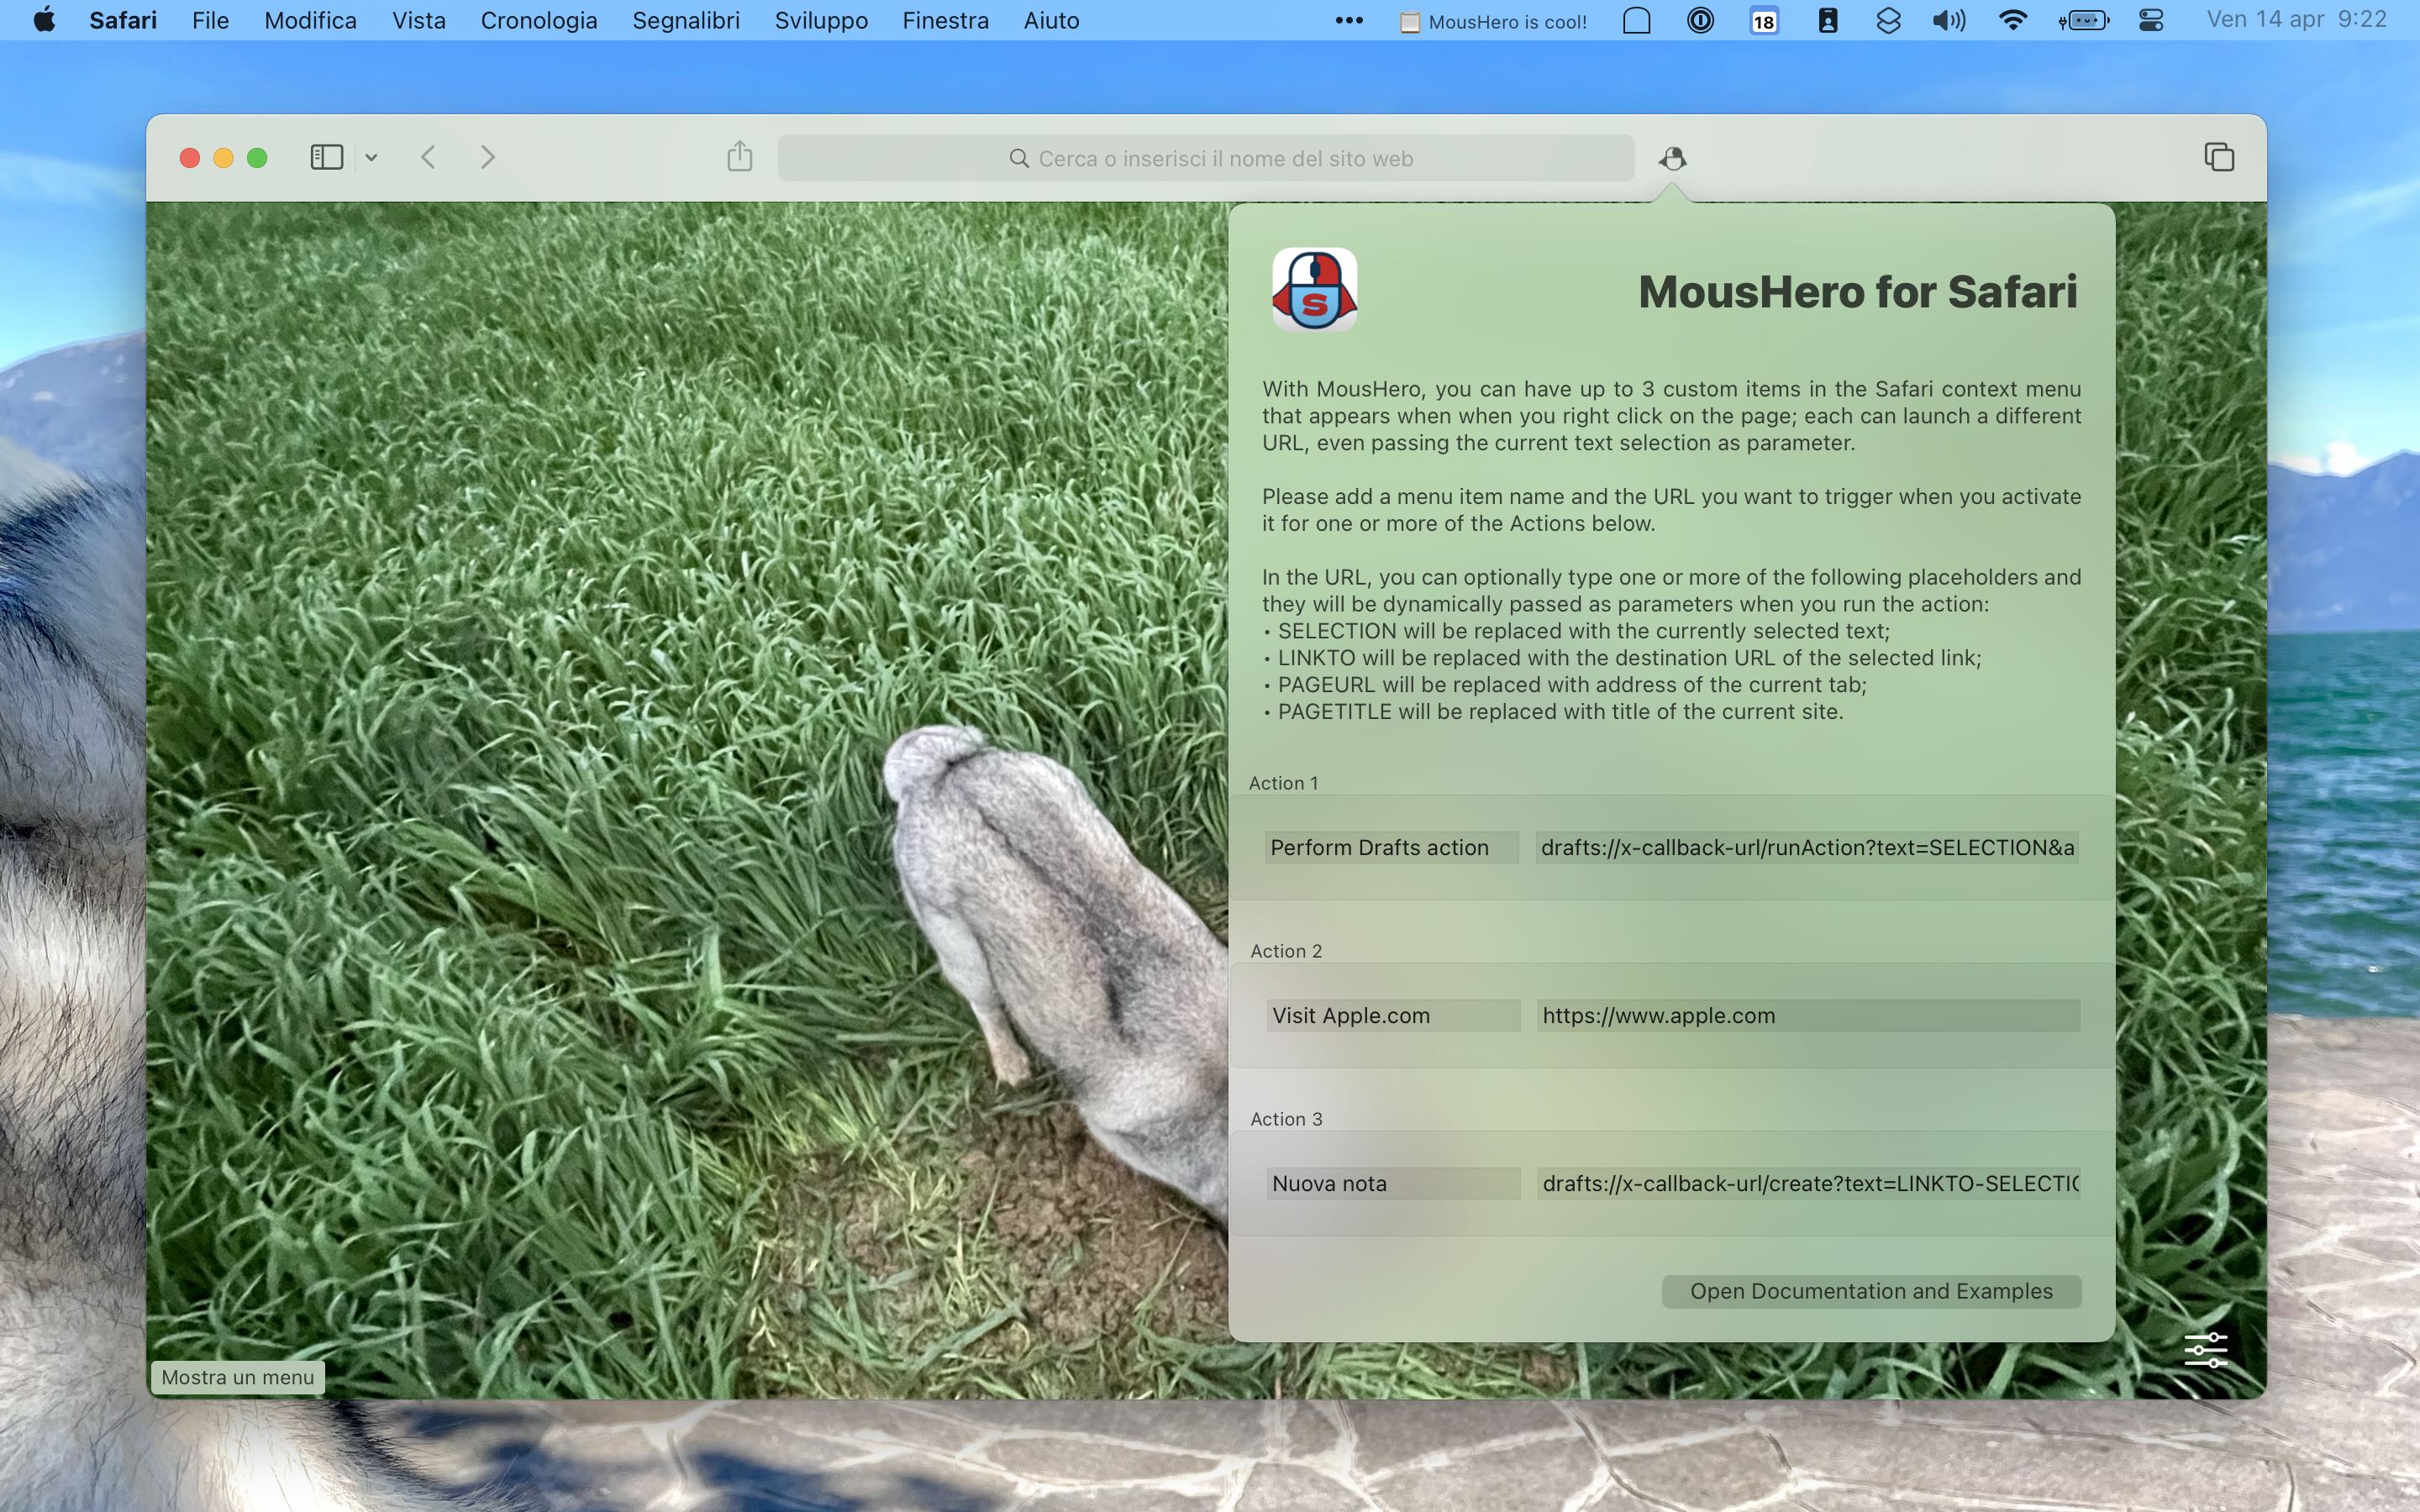 Safari File Modifica Vista Cronologia Segnalibri Sviluppo Finestra Aiuto ••• MousHero is cool! 18 Ven 14 apr 9:22
Cerca o inserisci il nome del sito web
S
MousHero for Safari
With MousHero, you can have up to 3 custom items in the Safari context menu
that appears when when you right click on the page; each can launch a different
URL, even passing the current text selection as parameter.
Please add a menu item name and the URL you want to trigger when you activate
it for one or more of the Actions below.
In the URL, you can optionally type one or more of the following placeholders and
they will be dynamically passed as parameters when you run the action:
• SELECTION will be replaced with the currently selected text;
• LINKTO will be replaced with the destination URL of the selected link;
• PAGEURL will be replaced with address of the current tab;
• PAGETITLE will be replaced with title of the current site.
Action 1
Perform Drafts action drafts://x-callback-url/runAction?text=SELECTION&a
Action 2
Visit Apple.com https://www.apple.com
Action 3
Nuova nota drafts://x-callback-url/create?text=LINKTO-SELECTIO
Open Documentation and Examples
Mostra un menu